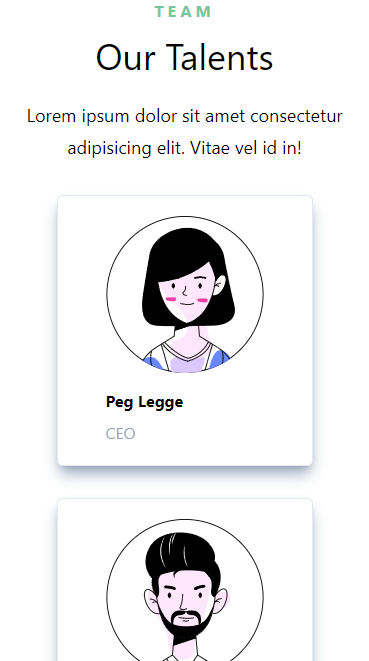 TEAM
Our Talents
Lorem ipsum dolor sit amet consectetur
adipisicing elit. Vitae vel id in!
Peg Legge
CEO